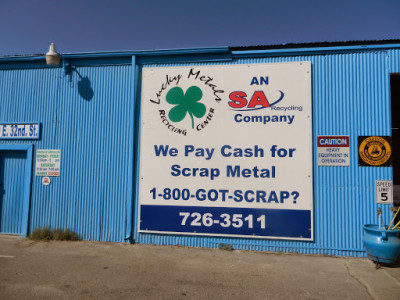 Lucky Metals
RECYCLING CENTER
AN
SA Recycling
Company
We Pay Cash for
Scrap Metal
1-800-GOT-SCRAP?
726-3511
E. 32nd. St.
CAUTION
HEAVY
EQUIPMENT
IN
OPERATION
SPEED
LIMIT
5